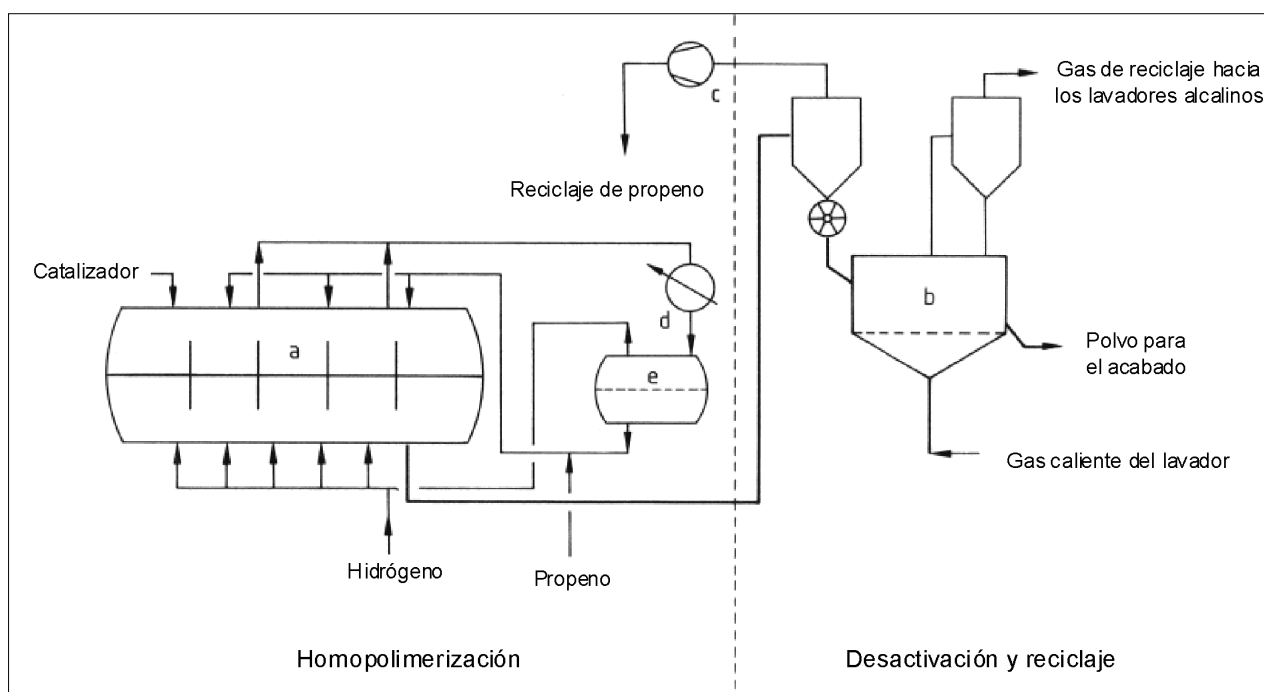 c
Gas de reciclaje hacia
los lavadores alcalinos
Reciclaje de propeno
Catalizador
a
d
e
b
Polvo para
el acabado
Gas caliente del lavador
Hidrógeno
Propeno
Homopolimerización
Desactivación y reciclaje